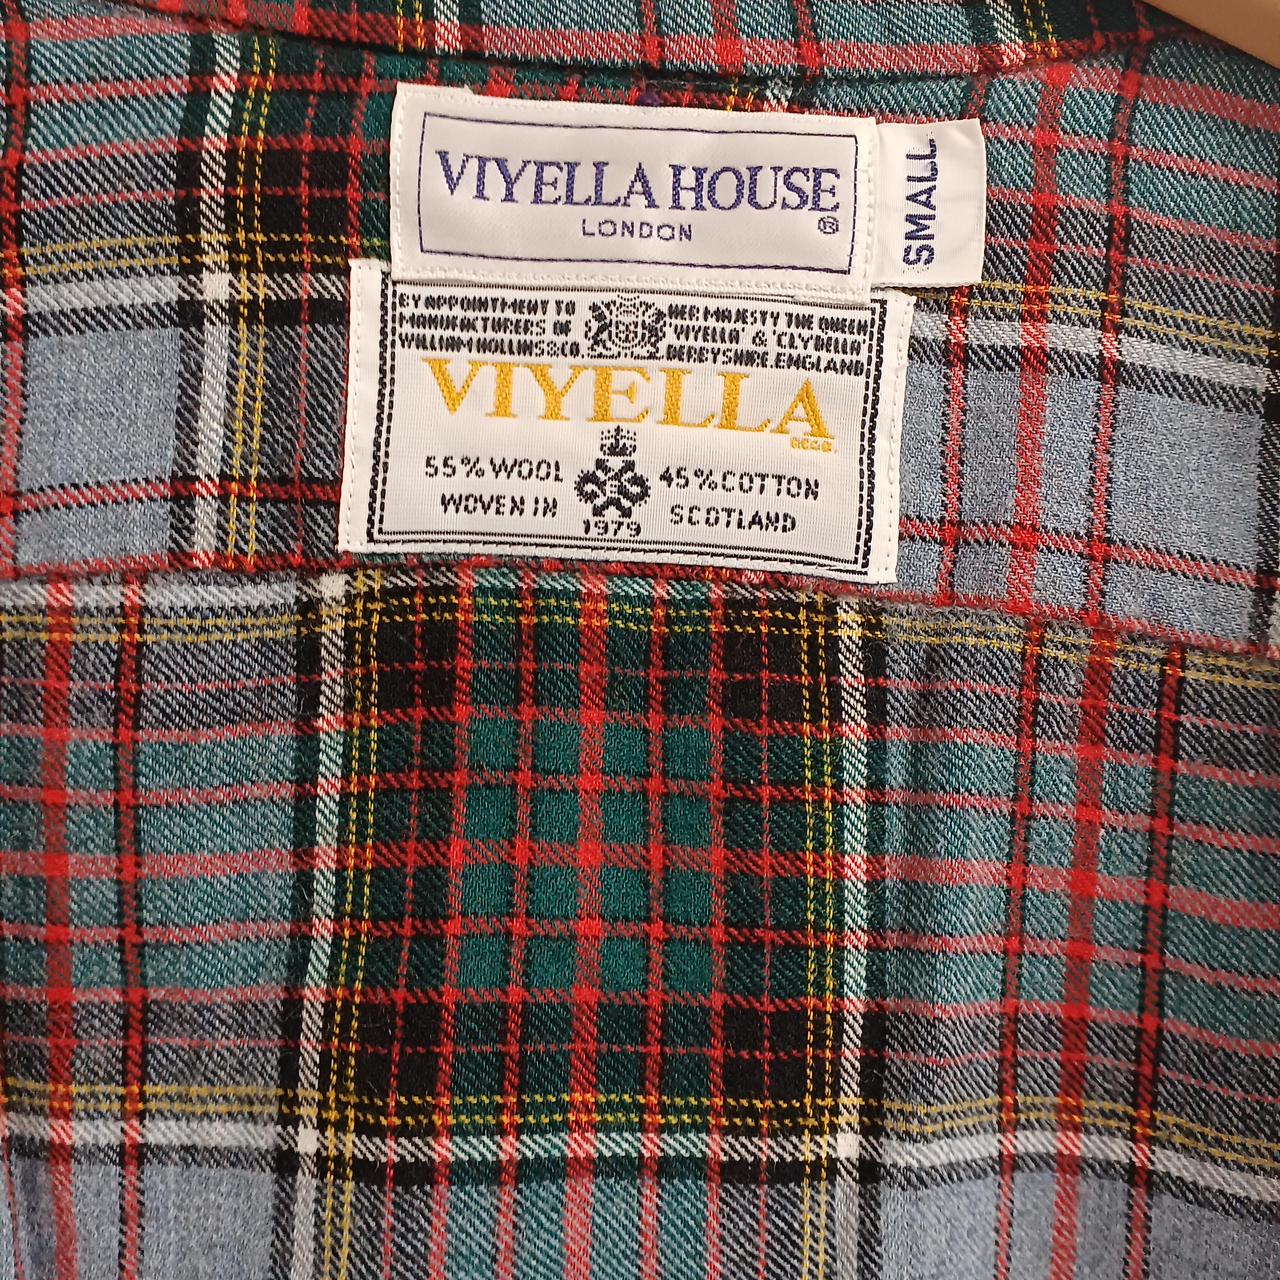 VIYELLA HOUSE
LONDON ®
SMALL
BY APPOINTMENT TO HER MAJESTY THE QUEEN
MANUFACTURERS OF 'VIYELLA' & 'CLYDELLA'
WILLIAM HOLLINS & CO. DERBYSHIRE, ENGLAND
VIYELLA
REGD.
55% WOOL 45% COTTON
WOVEN IN SCOTLAND
1979